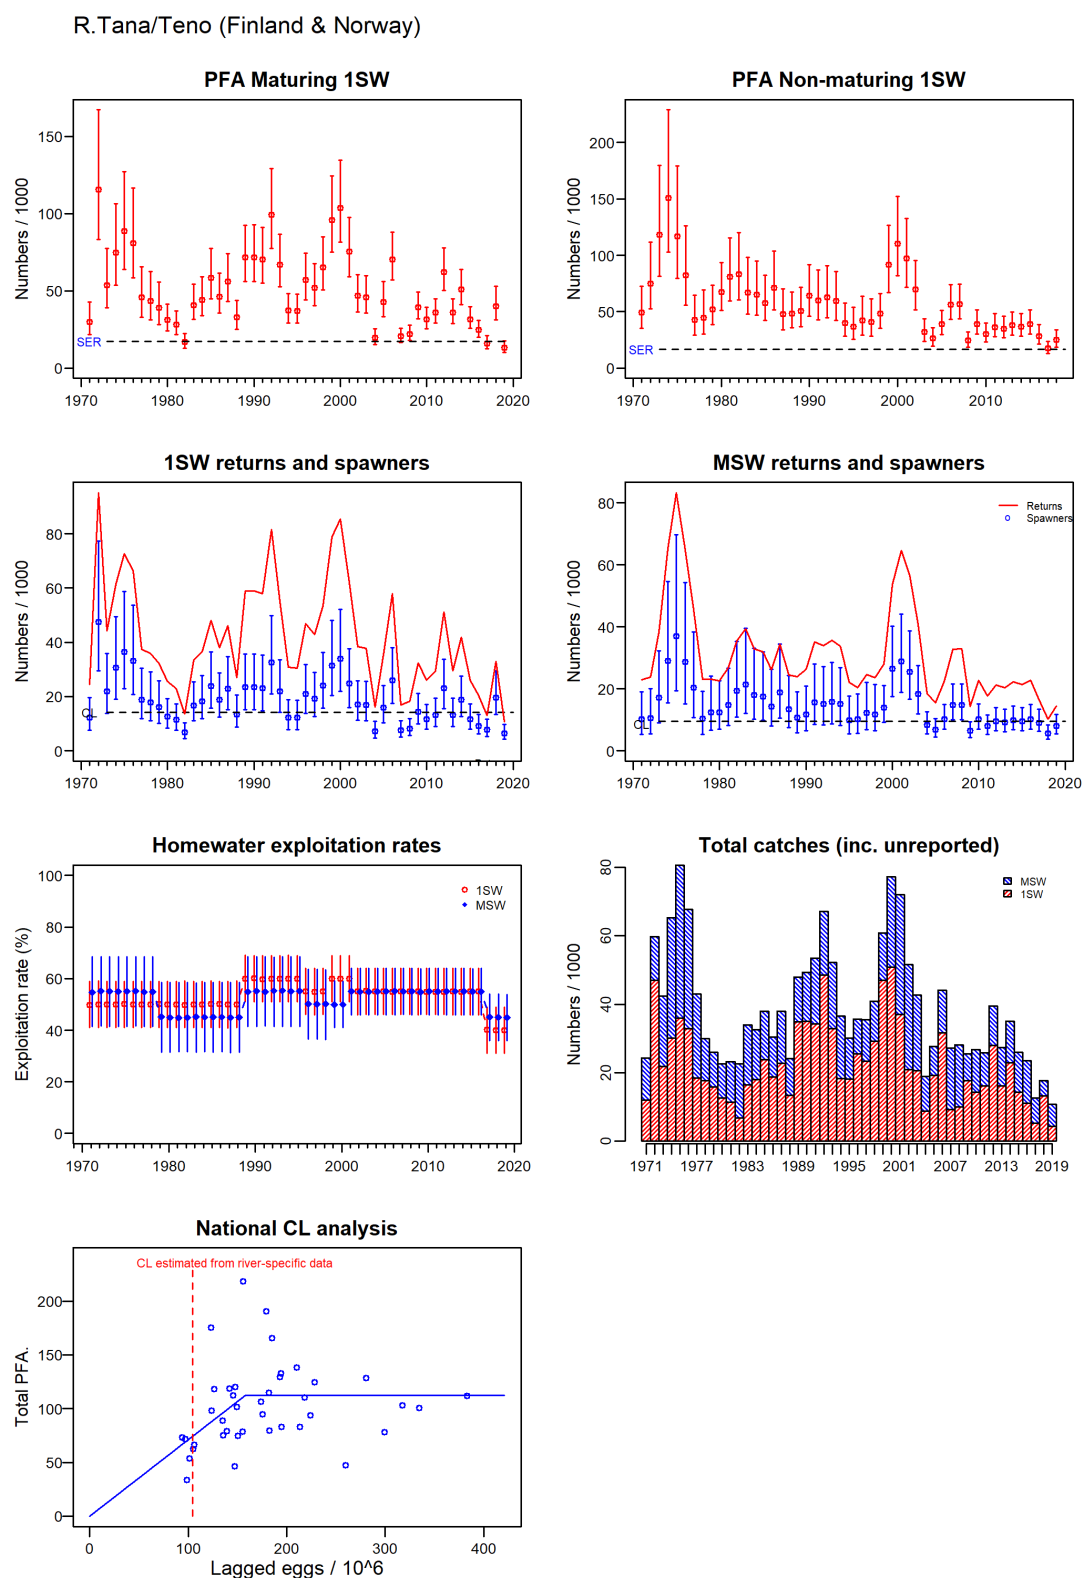 R.Tana/Teno (Finland & Norway)
PFA Maturing 1SW
Numbers / 1000
150
100
50
0
SER
1970 1980 1990 2000 2010 2020
PFA Non-maturing 1SW
Numbers / 1000
200
150
100
50
0
SER
1970 1980 1990 2000 2010
1SW returns and spawners
Numbers / 1000
80
60
40
20
0
1970 1980 1990 2000 2010 2020
MSW returns and spawners
Numbers / 1000
80
60
40
20
0
Returns
Spawners
1970 1980 1990 2000 2010 2020
Homewater exploitation rates
Exploitation rate (%)
100
80
60
40
20
0
1SW
MSW
1970 1980 1990 2000 2010 2020
Total catches (inc. unreported)
Numbers / 1000
80
60
40
20
0
MSW
1SW
1971 1977 1983 1989 1995 2001 2007 2013 2019
National CL analysis
CL estimated from river-specific data
Total PFA.
200
150
100
50
0
0 100 200 300 400
Lagged eggs / 10^6